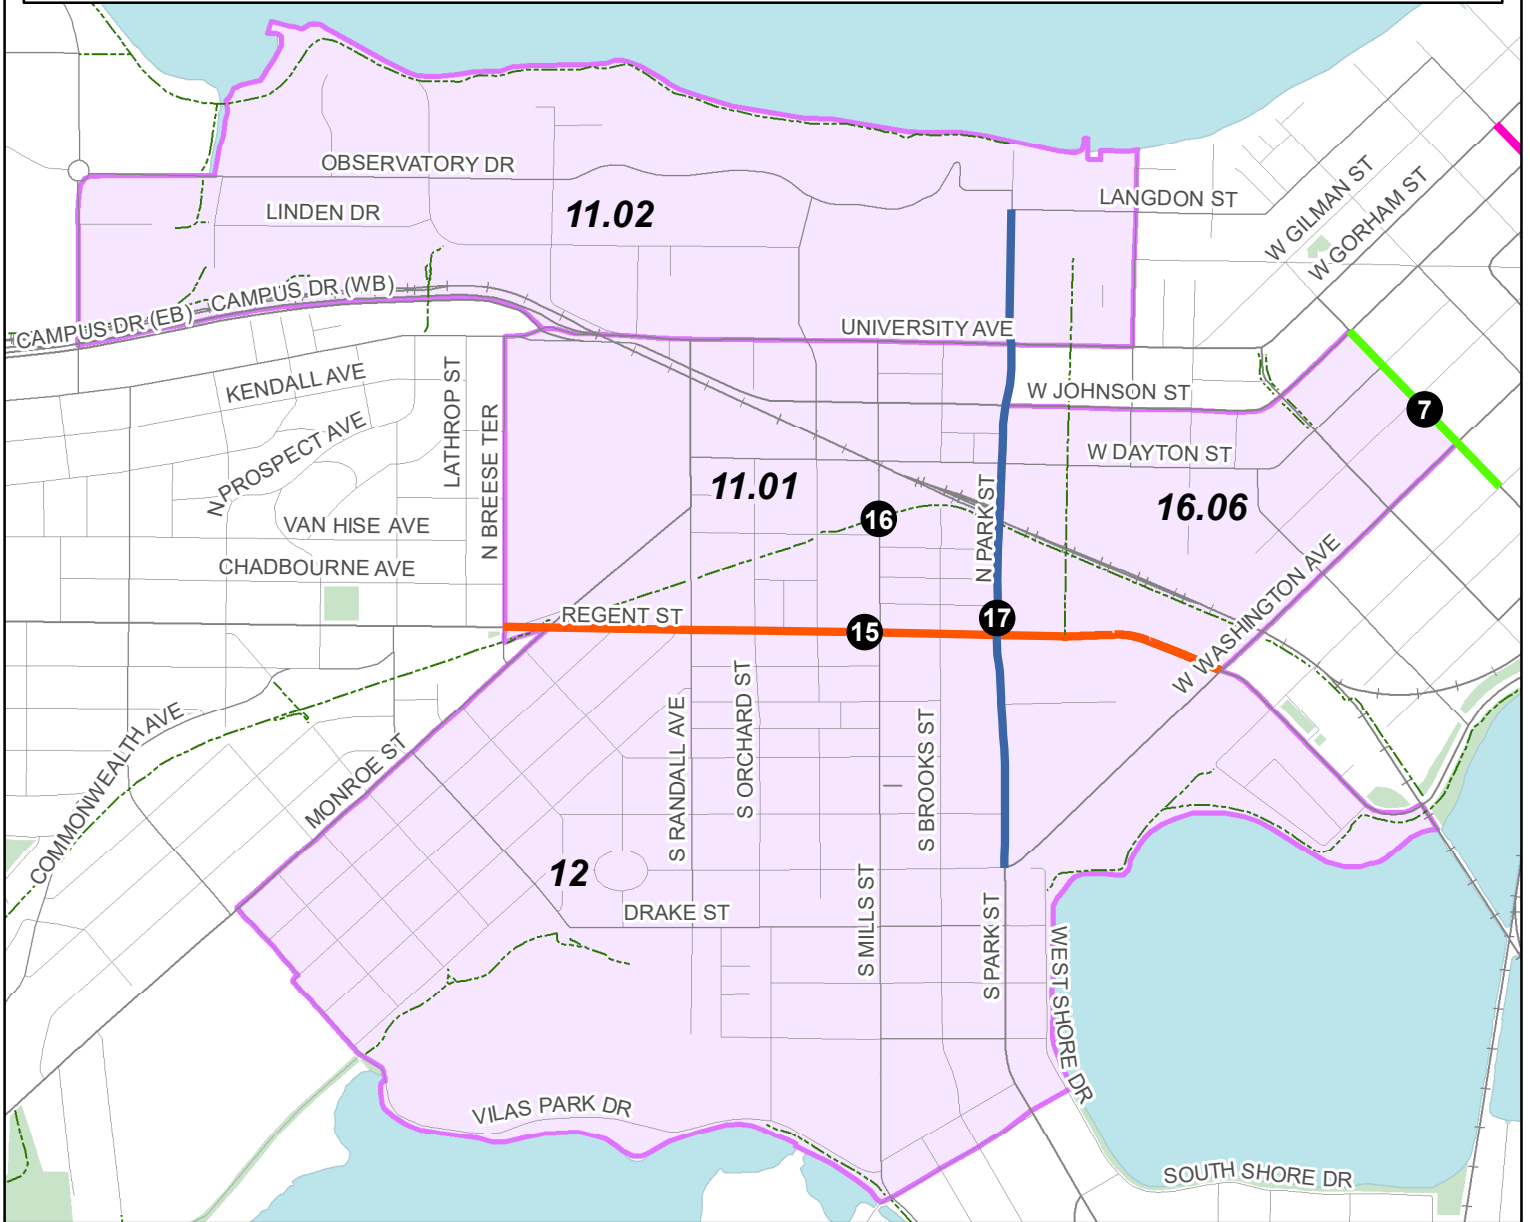 OBSERVATORY DR
LINDEN DR
11.02
LANGDON ST
W GILMAN ST
W GORHAM ST
CAMPUS DR (WB)
CAMPUS DR (EB)
UNIVERSITY AVE
KENDALL AVE
LATHROP ST
W JOHNSON ST
7
N PROSPECT AVE
N BREESE TER
W DAYTON ST
11.01
16.06
16
N PARK ST
VAN HISE AVE
CHADBOURNE AVE
REGENT ST
15
17
W WASHINGTON AVE
COMMONWEALTH AVE
MONROE ST
S RANDALL AVE
S ORCHARD ST
S BROOKS ST
12
DRAKE ST
S MILLS ST
S PARK ST
WEST SHORE DR
VILAS PARK DR
SOUTH SHORE DR